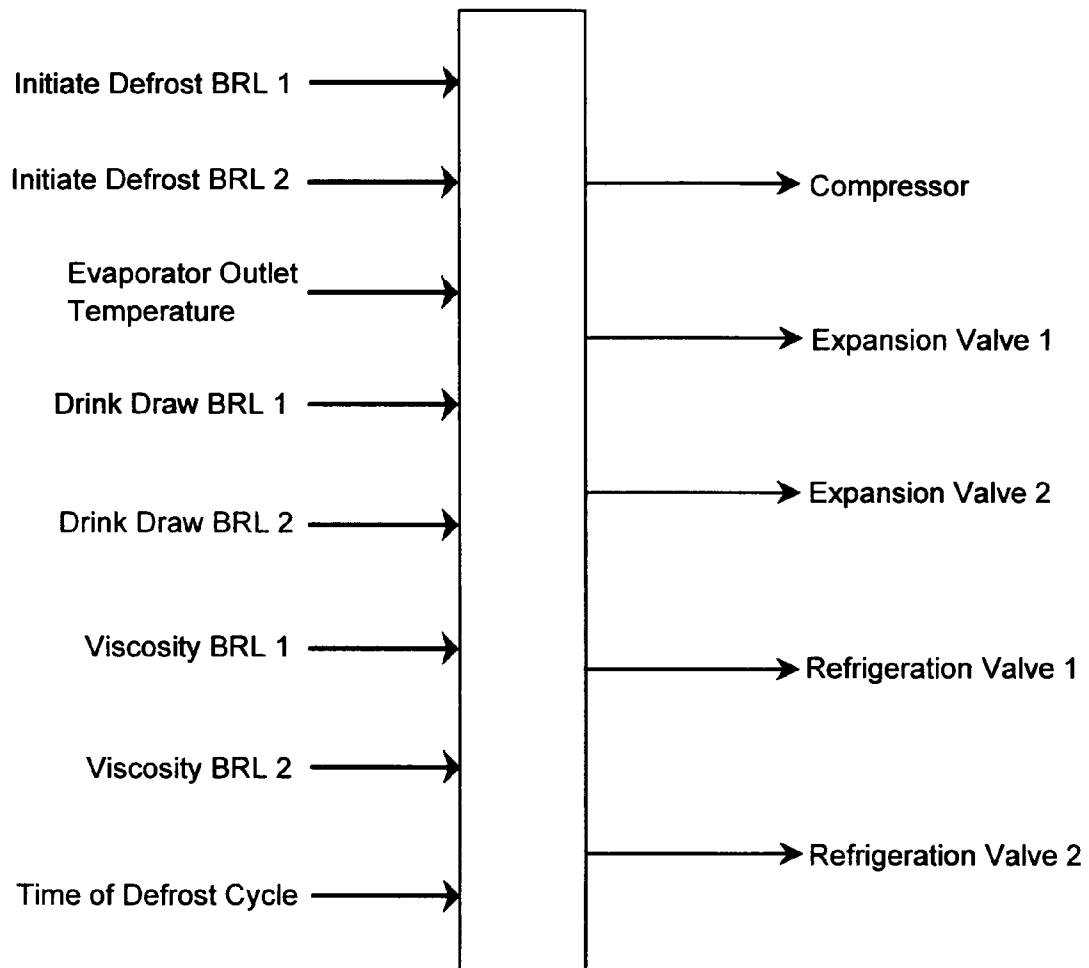 Initiate Defrost BRL 1
Initiate Defrost BRL 2
Evaporator Outlet
Temperature
Drink Draw BRL 1
Drink Draw BRL 2
Viscosity BRL 1
Viscosity BRL 2
Time of Defrost Cycle
Compressor
Expansion Valve 1
Expansion Valve 2
Refrigeration Valve 1
Refrigeration Valve 2